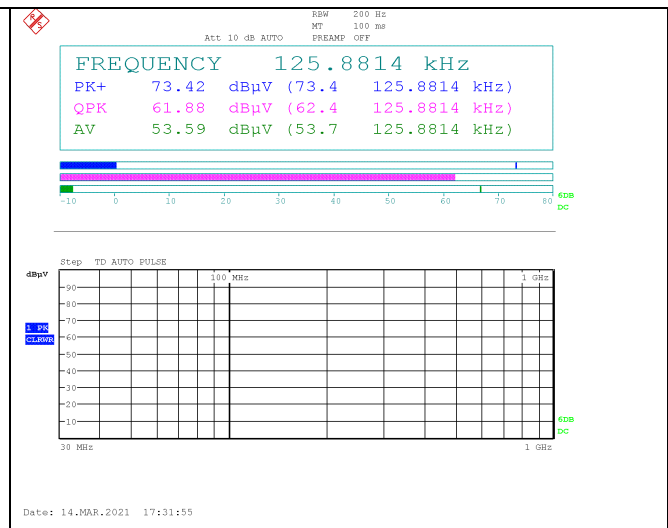 R S
RBW 200 Hz
MT 100 ms
Att 10 dB AUTO PREAMP OFF
FREQUENCY 125.8814 kHz
PK+ 73.42 dBµV (73.4 125.8814 kHz)
QPK 61.88 dBµV (62.4 125.8814 kHz)
AV 53.59 dBµV (53.7 125.8814 kHz)
-10 0 10 20 30 40 50 60 70 80
6DB
DC
Step TD AUTO PULSE
dBµV
100 MHz 1 GHz
90
80
70
1 PK
CLRWR
60
50
40
30
20
10
6DB
DC
30 MHz 1 GHz
Date: 14.MAR.2021 17:31:55